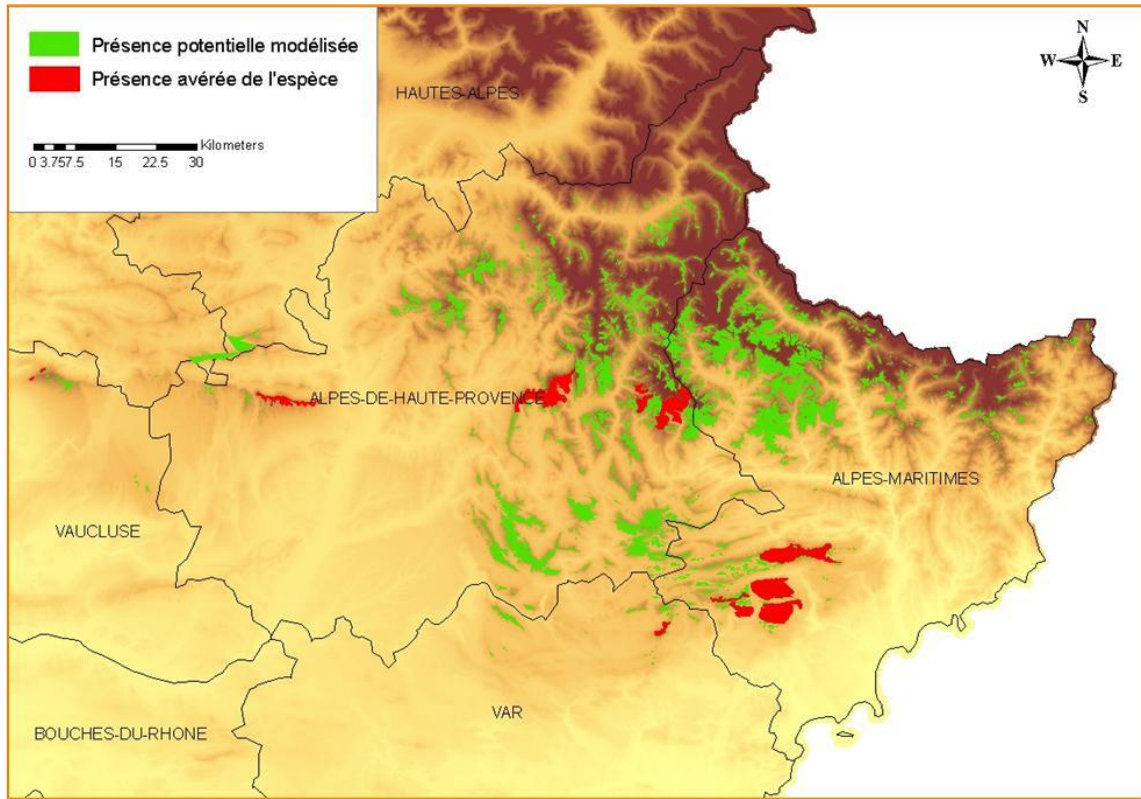 Présence potentielle modélisée
Présence avérée de l'espèce
Kilometers
0 3.757.5 15 22.5 30
N
W E
S
HAUTES-ALPES
ALPES-DE-HAUTE-PROVENCE
ALPES-MARITIMES
VAUCLUSE
VAR
BOUCHES-DU-RHONE